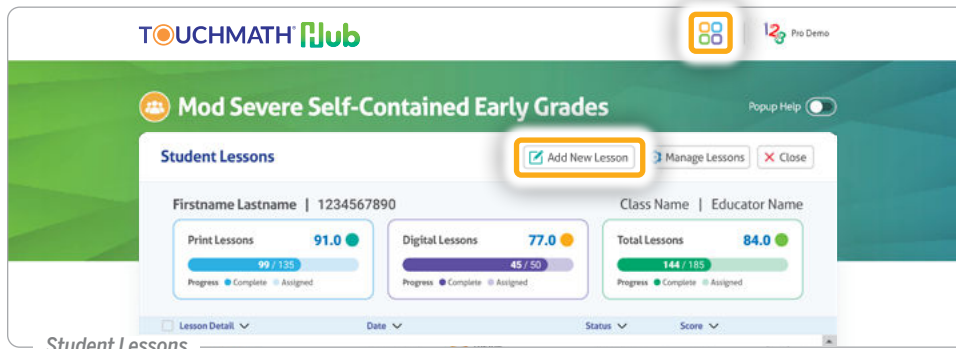 TOUCHMATH Hub
123 Pro Demo
Mod Severe Self-Contained Early Grades
Popup Help
Student Lessons
Add New Lesson
Manage Lessons
Close
Firstname Lastname | 1234567890
Class Name | Educator Name
Print Lessons 91.0
99 / 135
Progress Complete Assigned
Digital Lessons 77.0
45 / 50
Progress Complete Assigned
Total Lessons 84.0
144 / 185
Progress Complete Assigned
Lesson Detail Date Status Score
Student Lessons